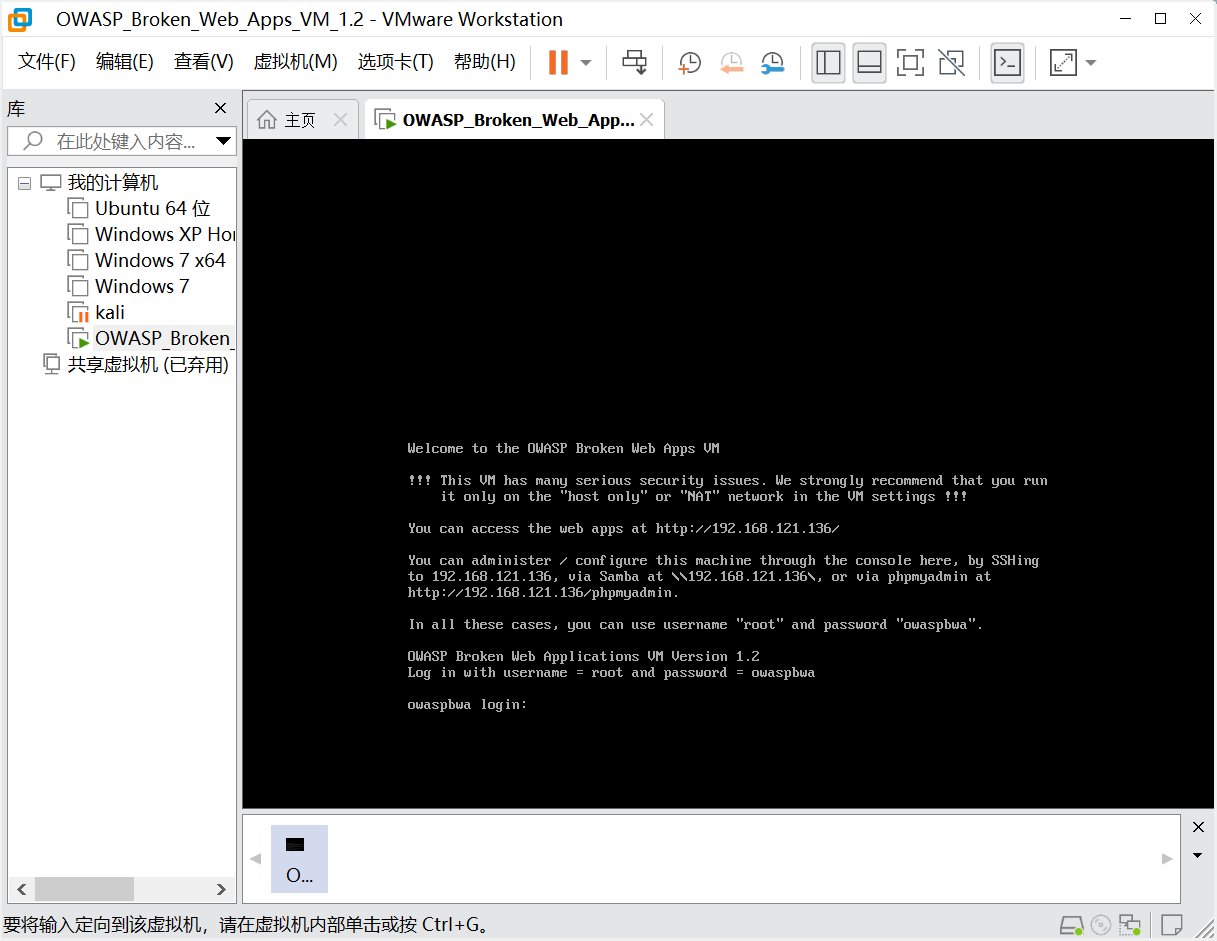 OWASP_Broken_Web_Apps_VM_1.2 - VMware Workstation
文件(F) 编辑(E) 查看(V) 虚拟机(M) 选项卡(T) 帮助(H)
库
主页
OWASP_Broken_Web_App...
在此处键入内容...
我的计算机
Ubuntu 64 位
Windows XP Hor
Windows 7 x64
Windows 7
kali
OWASP_Broken_
共享虚拟机 (已弃用)
Welcome to the OWASP Broken Web Apps VM
!!! This VM has many serious security issues. We strongly recommend that you run
it only on the "host only" or "NAT" network in the VM settings !!!
You can access the web apps at http://192.168.121.136/
You can administer / configure this machine through the console here, by SSHing
to 192.168.121.136, via Samba at \\192.168.121.136\, or via phpmyadmin at
http://192.168.121.136/phpmyadmin.
In all these cases, you can use username "root" and password "owaspbwa".
OWASP Broken Web Applications VM Version 1.2
Log in with username = root and password = owaspbwa
owaspbwa login:
O...
要将输入定向到该虚拟机，请在虚拟机内部单击或按 Ctrl+G。